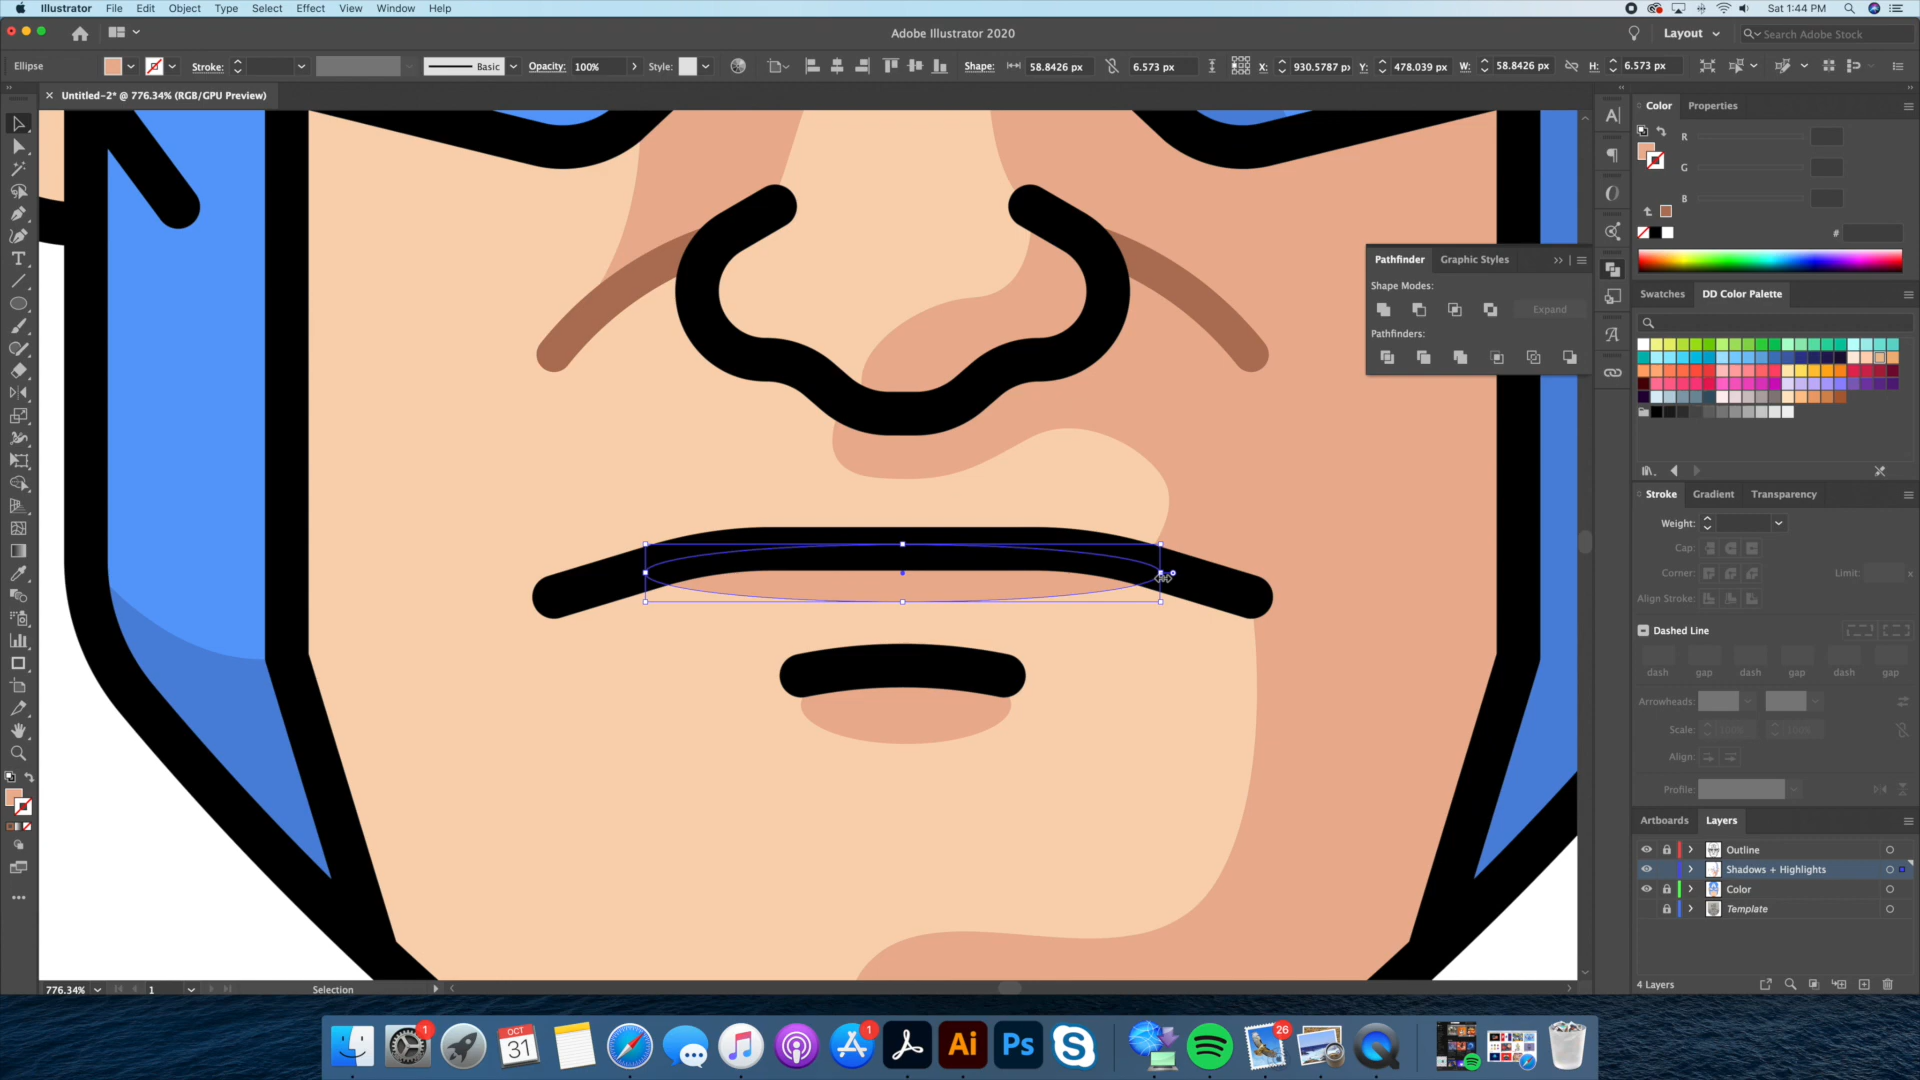 Illustrator File Edit Object Type Select Effect View Window Help
Sat 1:44 PM
Adobe Illustrator 2020
Layout
Search Adobe Stock
Ellipse
Stroke:
Basic
Opacity: 100%
Style:
Shape: 58.8426 px 6.573 px
X: 930.5787 p
Y: 478.039 px
W: 58.8426 px
H: 6.573 px
Untitled-2* @ 776.34% (RGB/GPU Preview)
Color Properties
R
G
B
#
Pathfinder Graphic Styles
Shape Modes:
Expand
Pathfinders:
Swatches DD Color Palette
Stroke Gradient Transparency
Weight:
Cap:
Corner: Limit: x
Align Stroke:
Dashed Line
dash gap dash gap dash gap
Arrowheads:
Scale: 100% 100%
Align:
Profile:
Artboards Layers
Outline
Shadows + Highlights
Color
Template
4 Layers
776.34% 1 Selection
1
OCT
31
1
26
Ai
Ps